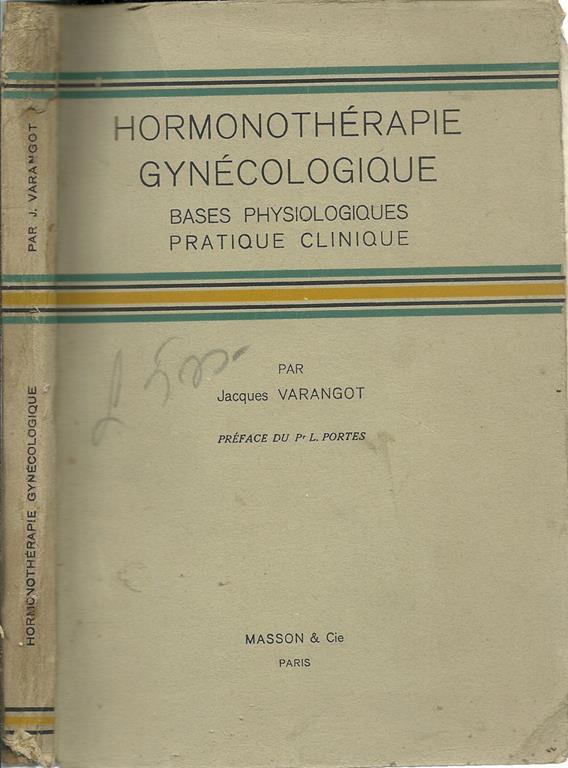 PAR J. VARANGOT
HORMONOTHÉRAPIE GYNÉCOLOGIQUE
HORMONOTHÉRAPIE
GYNÉCOLOGIQUE
BASES PHYSIOLOGIQUES
PRATIQUE CLINIQUE
PAR
Jacques VARANGOT
PRÉFACE DU Pr L. PORTES
MASSON & Cie
PARIS